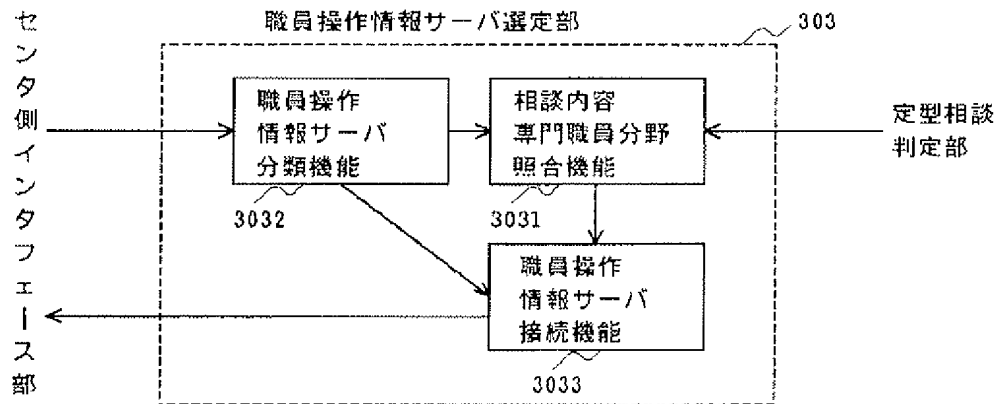 職員操作情報サーバ選定部
303
センタ側インタフェース部
職員操作
情報サーバ
分類機能
3032
相談内容
専門職員分野
照合機能
3031
定型相談
判定部
職員操作
情報サーバ
接続機能
3033